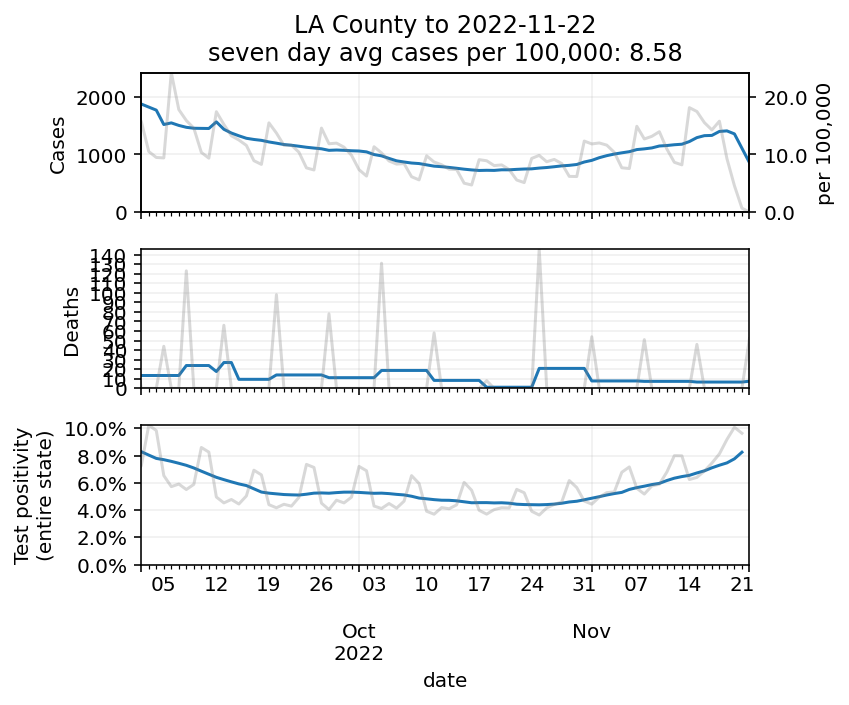 LA County to 2022-11-22
seven day avg cases per 100,000: 8.58
2000
1000
0
Cases
20.0
10.0
0.0
per 100,000
140
130
120
110
100
90
80
70
60
50
40
30
20
10
0
Deaths
10.0%
8.0%
6.0%
4.0%
2.0%
0.0%
Test positivity
(entire state)
05 12 19 26 03 10 17 24 31 07 14 21
Oct Nov
2022
date